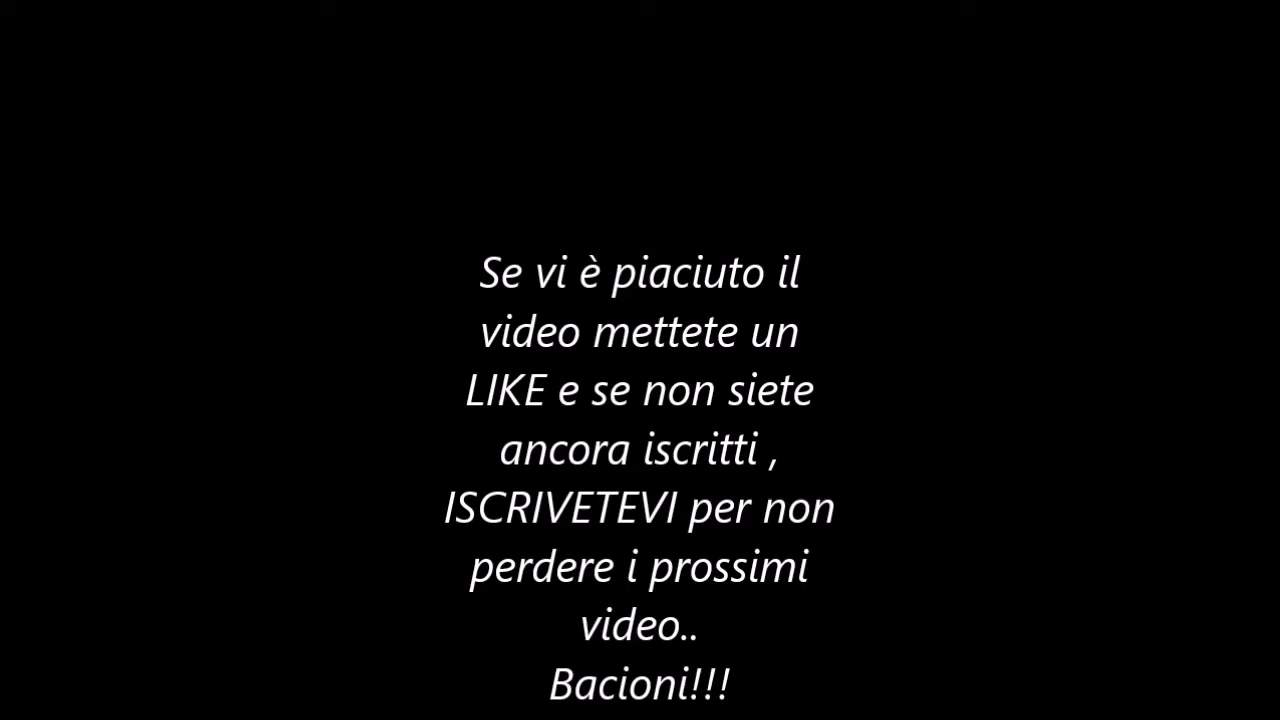 Se vi è piaciuto il
video mettete un
LIKE e se non siete
ancora iscritti ,
ISCRIVETEVI per non
perdere i prossimi
video..
Bacioni!!!